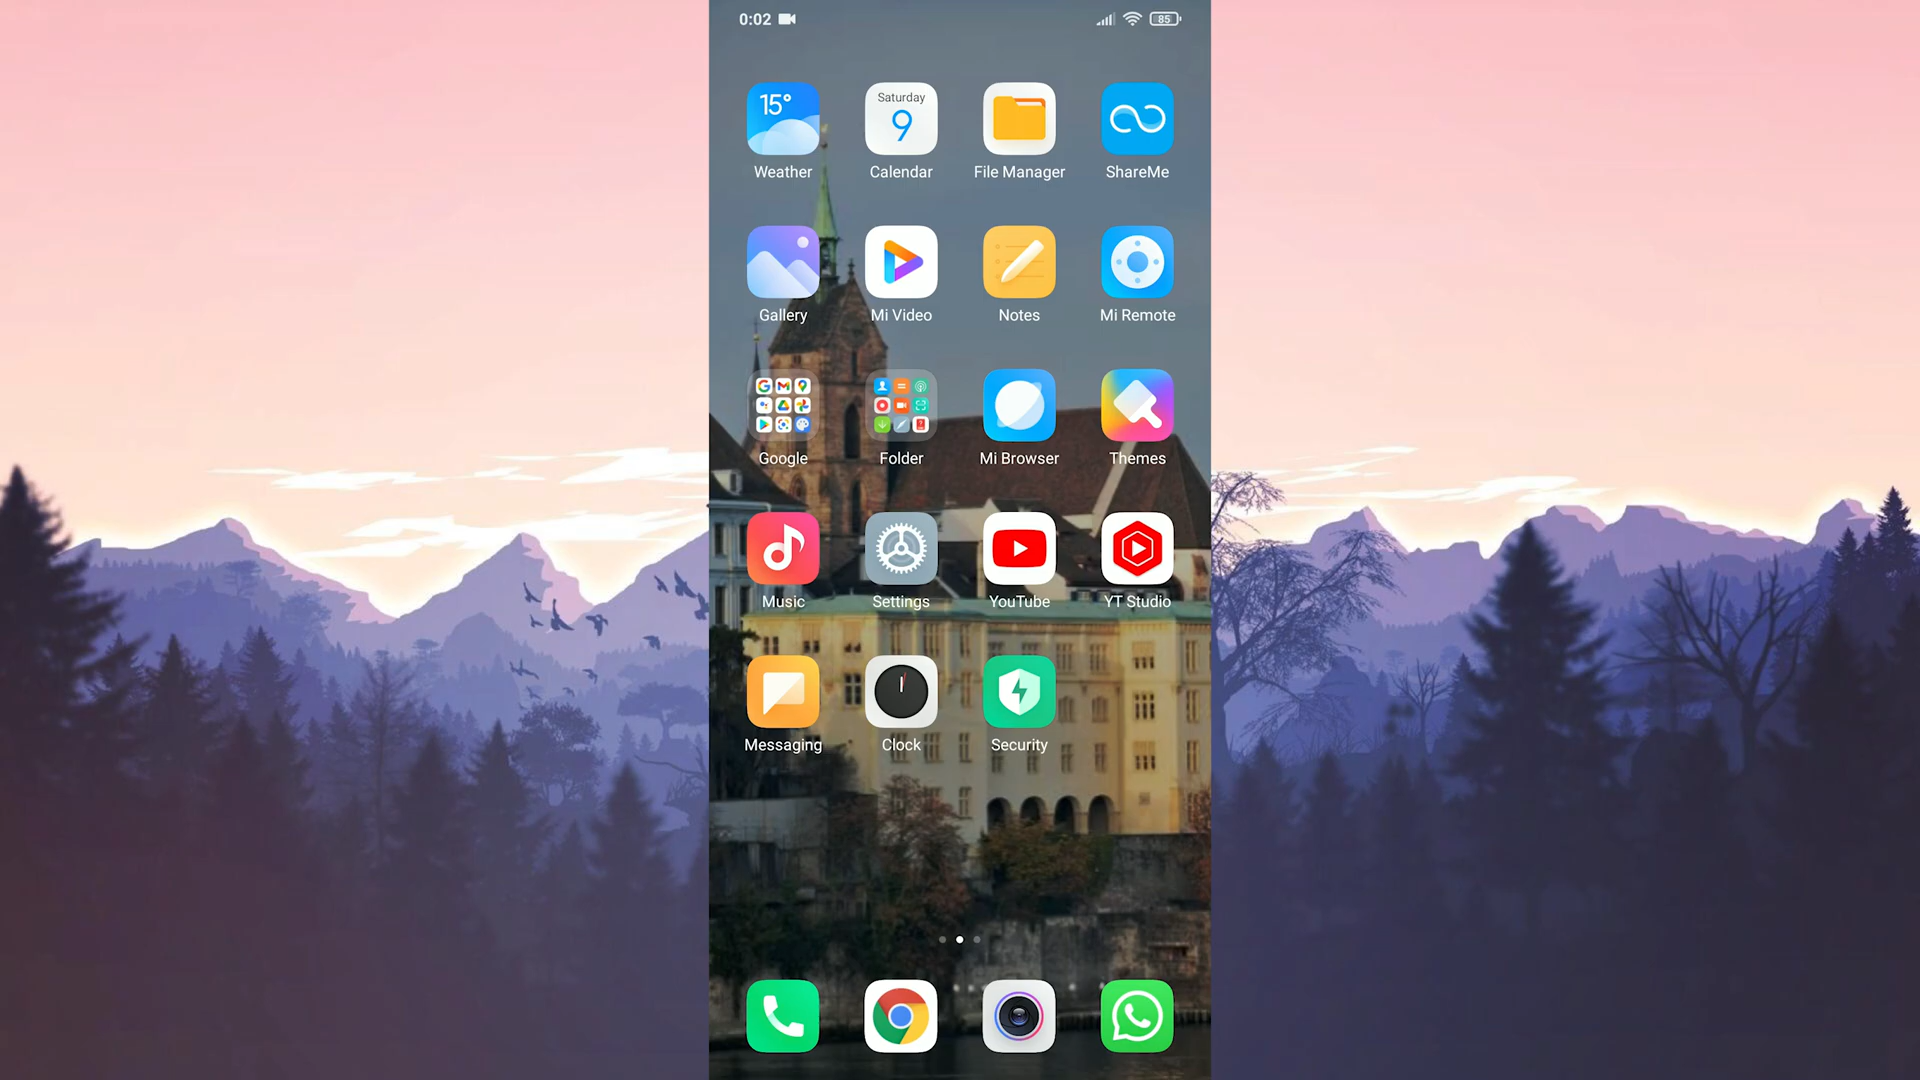 0:02
85
15°
Saturday
9
Weather
Calendar
File Manager
ShareMe
Gallery
Mi Video
Notes
Mi Remote
Google
Folder
Mi Browser
Themes
Music
Settings
YouTube
YT Studio
Messaging
Clock
Security